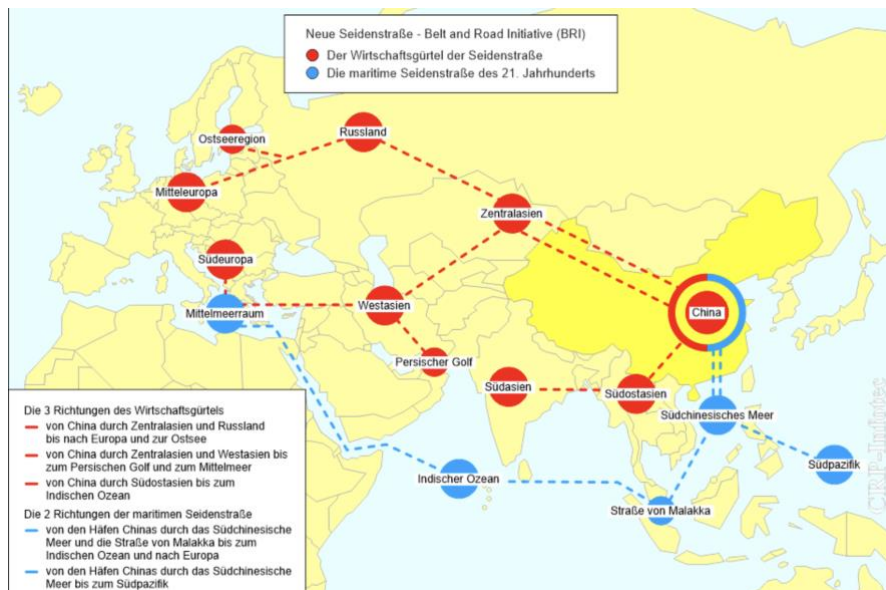 Neue Seidenstraße - Belt and Road Initiative (BRI)
Der Wirtschaftsgürtel der Seidenstraße
Die maritime Seidenstraße des 21. Jahrhunderts
Ostseeregion
Russland
Mitteleuropa
Zentralasien
Südeuropa
Mittelmeerraum
Westasien
China
Persischer Golf
Südasien
Südostasien
Südchinesisches Meer
Südpazifik
Indischer Ozean
Straße von Malakka
Die 3 Richtungen des Wirtschaftsgürtels
von China durch Zentralasien und Russland
bis nach Europa und zur Ostsee
von China durch Zentralasien und Westasien bis
zum Persischen Golf und zum Mittelmeer
von China durch Südostasien bis zum
Indischen Ozean
Die 2 Richtungen der maritimen Seidenstraße
von den Häfen Chinas durch das Südchinesische
Meer und die Straße von Malakka bis zum
Indischen Ozean und nach Europa
von den Häfen Chinas durch das Südchinesische
Meer bis zum Südpazifik
CRP-Infotec